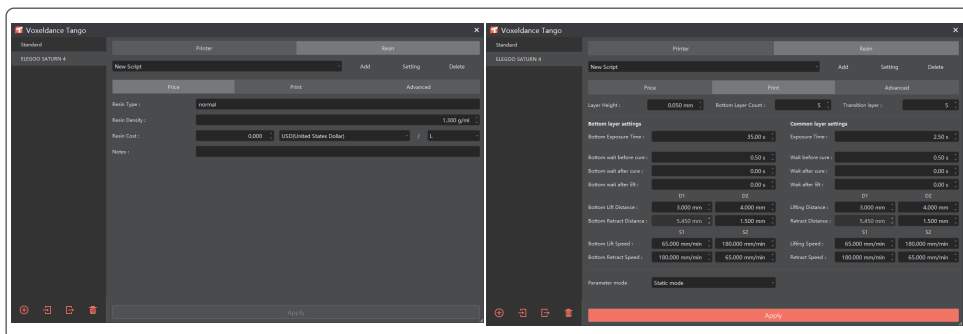 Voxeldance Tango
Standard
ELEGOO SATURN 4
Printer Resin
New Script Add Setting Delete
Price Print Advanced
Resin Type : normal
Resin Density : 1.300 g/ml
Resin Cost : 0.000 USD(United States Dollar) / L
Notes :
Apply
Voxeldance Tango
Standard
ELEGOO SATURN 4
Printer Resin
New Script Add Setting Delete
Price Print Advanced
Layer Height : 0.050 mm Bottom Layer Count : 5 Transition layer : 5
Bottom layer settings Common layer settings
Bottom Exposure Time : 35.00 s Exposure Time : 2.50 s
Bottom wait before cure : 0.50 s Wait before cure : 0.50 s
Bottom wait after cure : 0.00 s Wait after cure : 0.00 s
Bottom wait after lift : 0.00 s Wait after lift : 0.00 s
D1 D2 D1 D2
Bottom Lift Distance : 3.000 mm 4.000 mm Lifting Distance : 3.000 mm 4.000 mm
Bottom Retract Distance : 5.450 mm 1.500 mm Retract Distance : 5.450 mm 1.500 mm
S1 S2 S1 S2
Bottom Lift Speed : 65.000 mm/min 180.000 mm/min Lifting Speed : 65.000 mm/min 180.000 mm/min
Bottom Retract Speed : 180.000 mm/min 65.000 mm/min Retract Speed : 180.000 mm/min 65.000 mm/min
Parameter mode Static mode
Apply